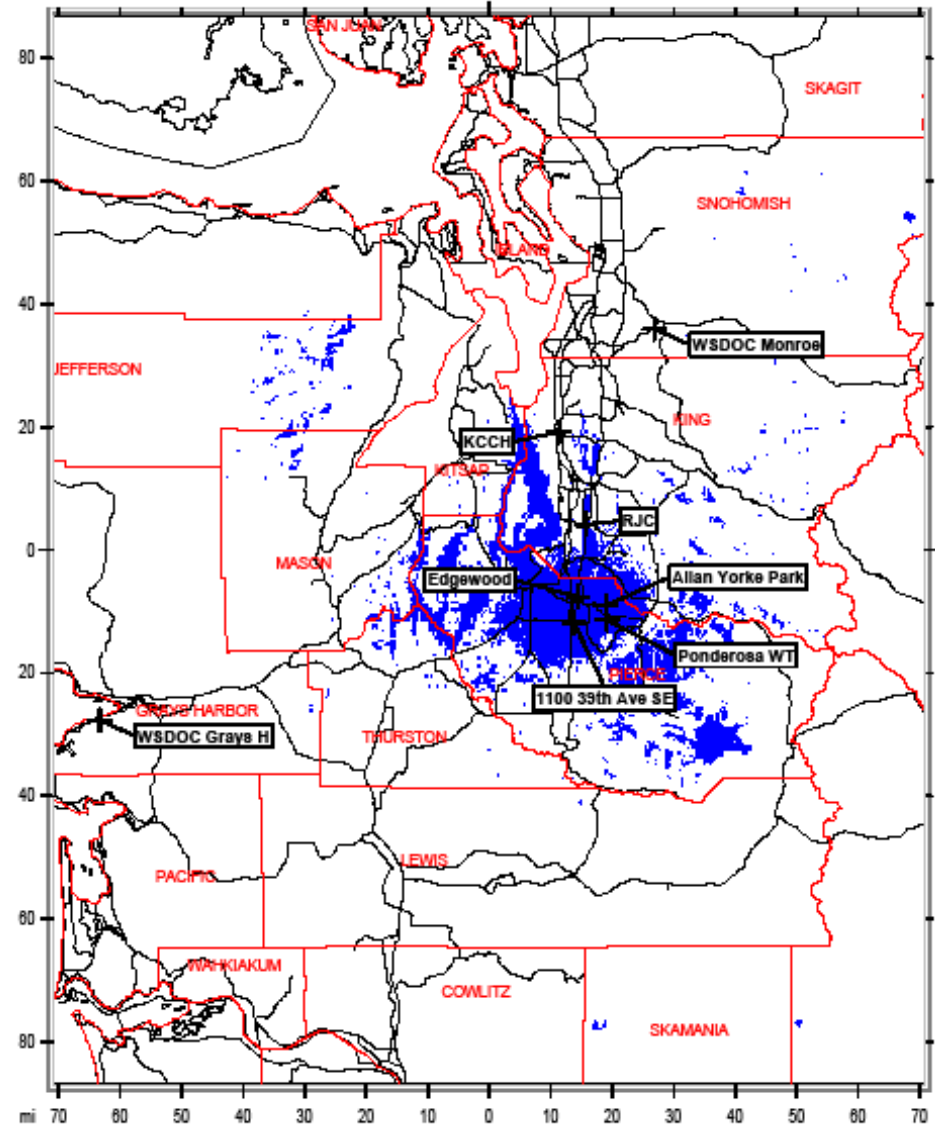 SAN JUAN
80
SKAGIT
60
SNOHOMISH
ISLAND
40
WSDOC Monroe
JEFFERSON
KING
20
KCCH
KITSAP
RJC
0
MASON
Edgewood
Allan Yorke Park
Ponderosa WT
20
PIERCE
1100 39th Ave SE
GRAYS HARBOR
WSDOC Grays H
THURSTON
40
LEWIS
PACIFIC
60
WAHKIAKUM
COWLITZ
SKAMANIA
80
mi 70 60 50 40 30 20 10 0 10 20 30 40 50 60 70